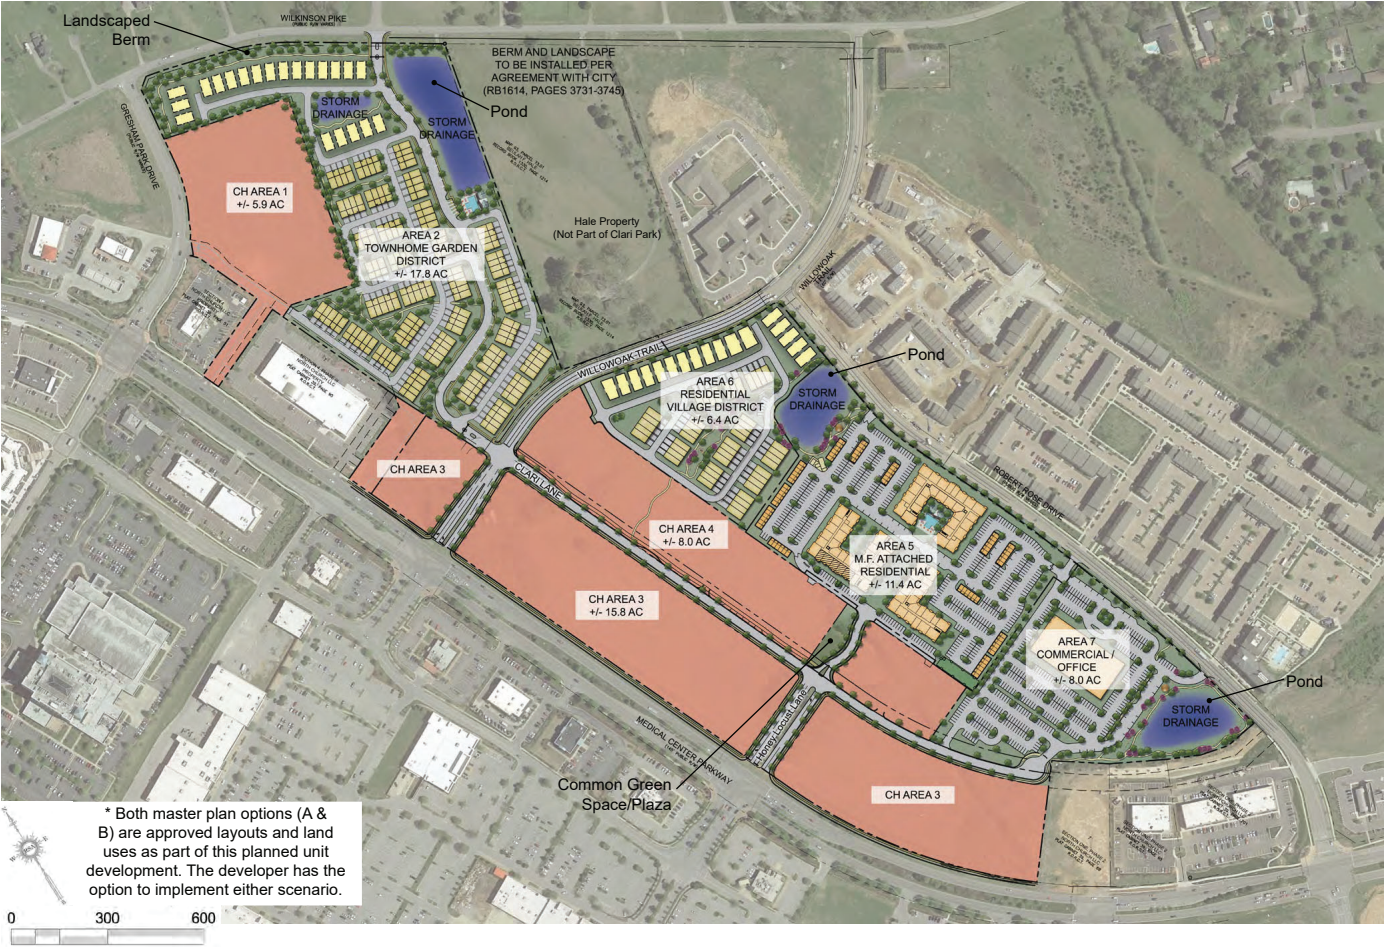 Landscaped
Berm
WILKINSON PIKE
BERM AND LANDSCAPE
TO BE INSTALLED PER
AGREEMENT WITH CITY
(RB1614, PAGES 3731-3745)
Pond
STORM
DRAINAGE
STORM
DRAINAGE
GRESHAM PARK DRIVE
CH AREA 1
+/- 5.9 AC
AREA 2
TOWNHOME GARDEN
DISTRICT
+/- 17.8 AC
Hale Property
(Not Part of Clari Park)
WILLOWOAK
TRAIL
WILLOWOAK TRAIL
Pond
AREA 6
RESIDENTIAL
VILLAGE DISTRICT
+/- 6.4 AC
STORM
DRAINAGE
CH AREA 3
CLARI LANE
ROBERT ROSE DRIVE
CH AREA 4
+/- 8.0 AC
AREA 5
M.F. ATTACHED
RESIDENTIAL
+/- 11.4 AC
CH AREA 3
+/- 15.8 AC
AREA 7
COMMERCIAL /
OFFICE
+/- 8.0 AC
Pond
STORM
DRAINAGE
Honey Locust Lane
MEDICAL CENTER PARKWAY
Common Green
Space/Plaza
CH AREA 3
* Both master plan options (A &
B) are approved layouts and land
uses as part of this planned unit
development. The developer has the
option to implement either scenario.
0 300 600